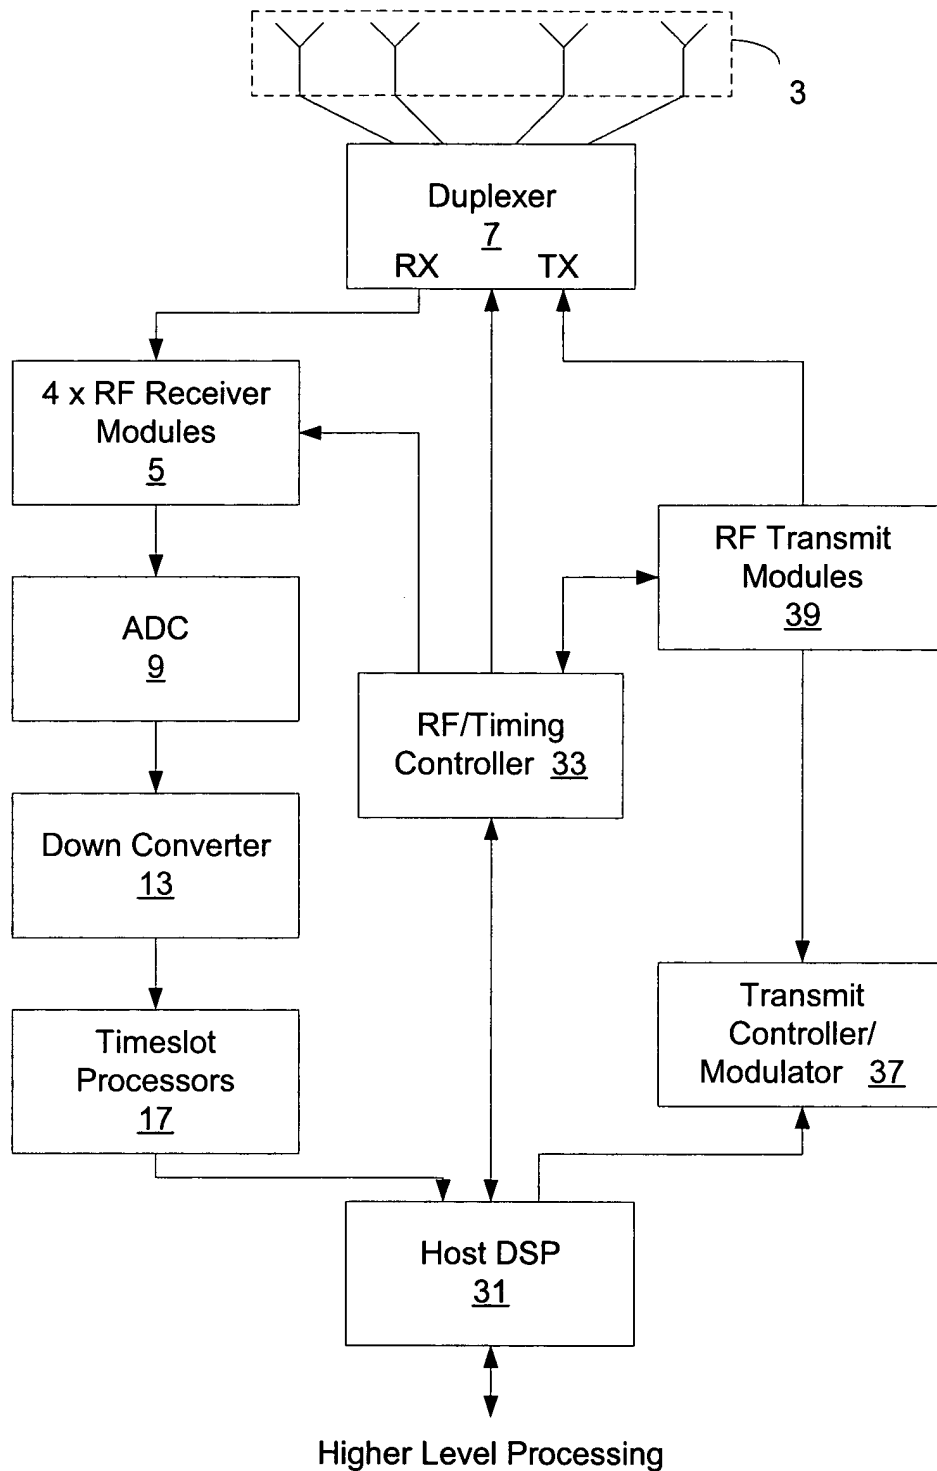 3
Duplexer
7
RX TX
4 x RF Receiver
Modules
5
RF Transmit
Modules
39
ADC
9
RF/Timing
Controller 33
Down Converter
13
Transmit
Controller/
Modulator 37
Timeslot
Processors
17
Host DSP
31
Higher Level Processing